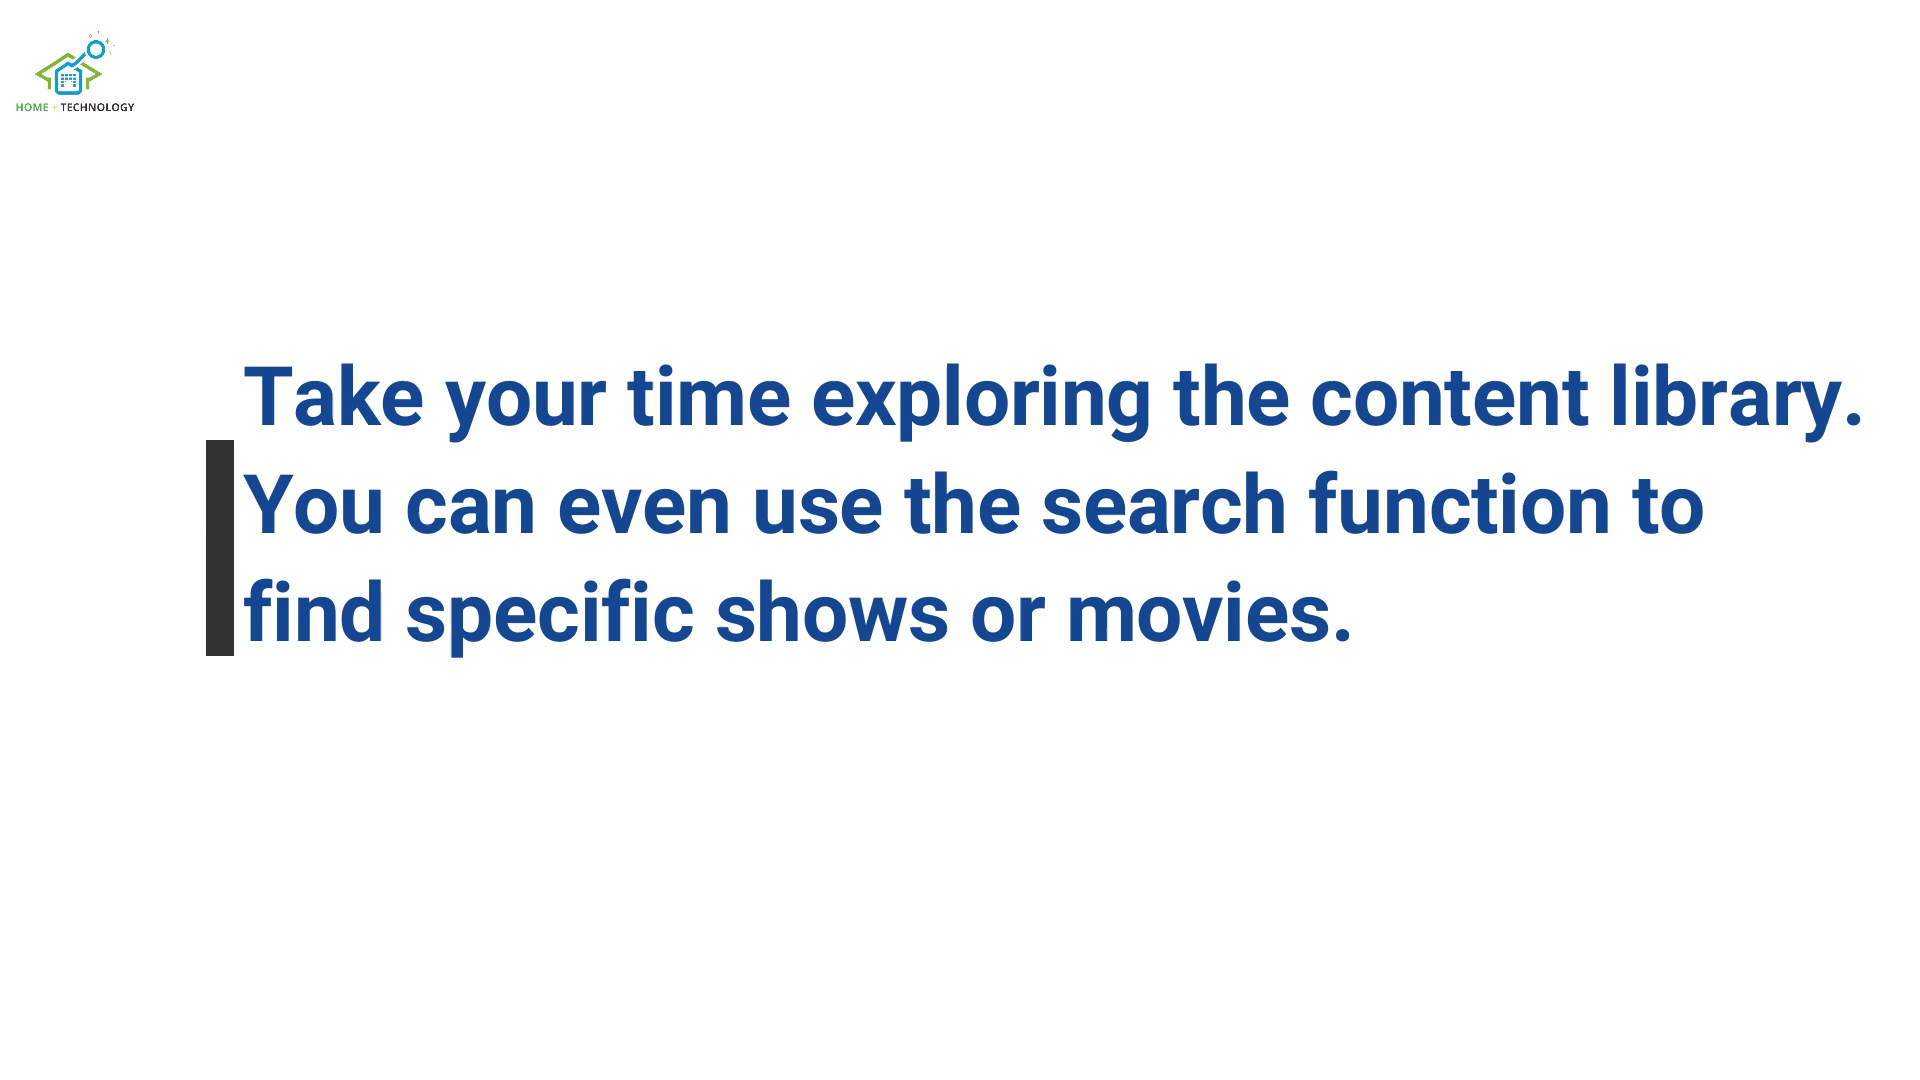 HOME + TECHNOLOGY
Take your time exploring the content library.
You can even use the search function to
find specific shows or movies.